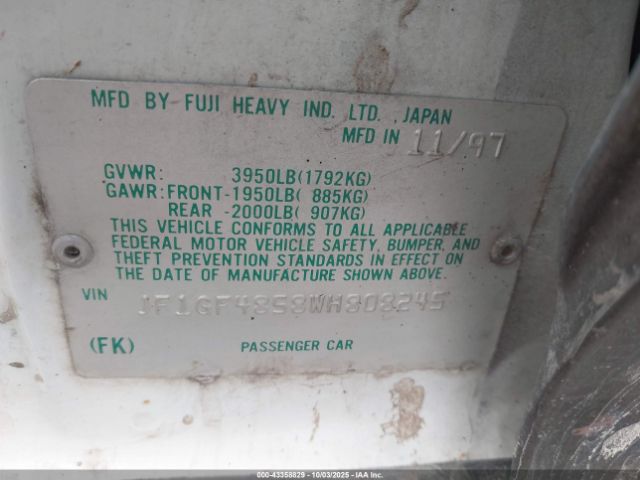 MFD BY FUJI HEAVY IND. LTD. ,JAPAN
MFD IN 11/97
GVWR: 3950LB(1792KG)
GAWR:FRONT-1950LB( 885KG)
REAR -2000LB( 907KG)
THIS VEHICLE CONFORMS TO ALL APPLICABLE
FEDERAL MOTOR VEHICLE SAFETY, BUMPER, AND
THEFT PREVENTION STANDARDS IN EFFECT ON
THE DATE OF MANUFACTURE SHOWN ABOVE.
VIN JF1GF4858WH808245
(FK) PASSENGER CAR
000-43358829 - 10/03/2025 - IAA Inc.